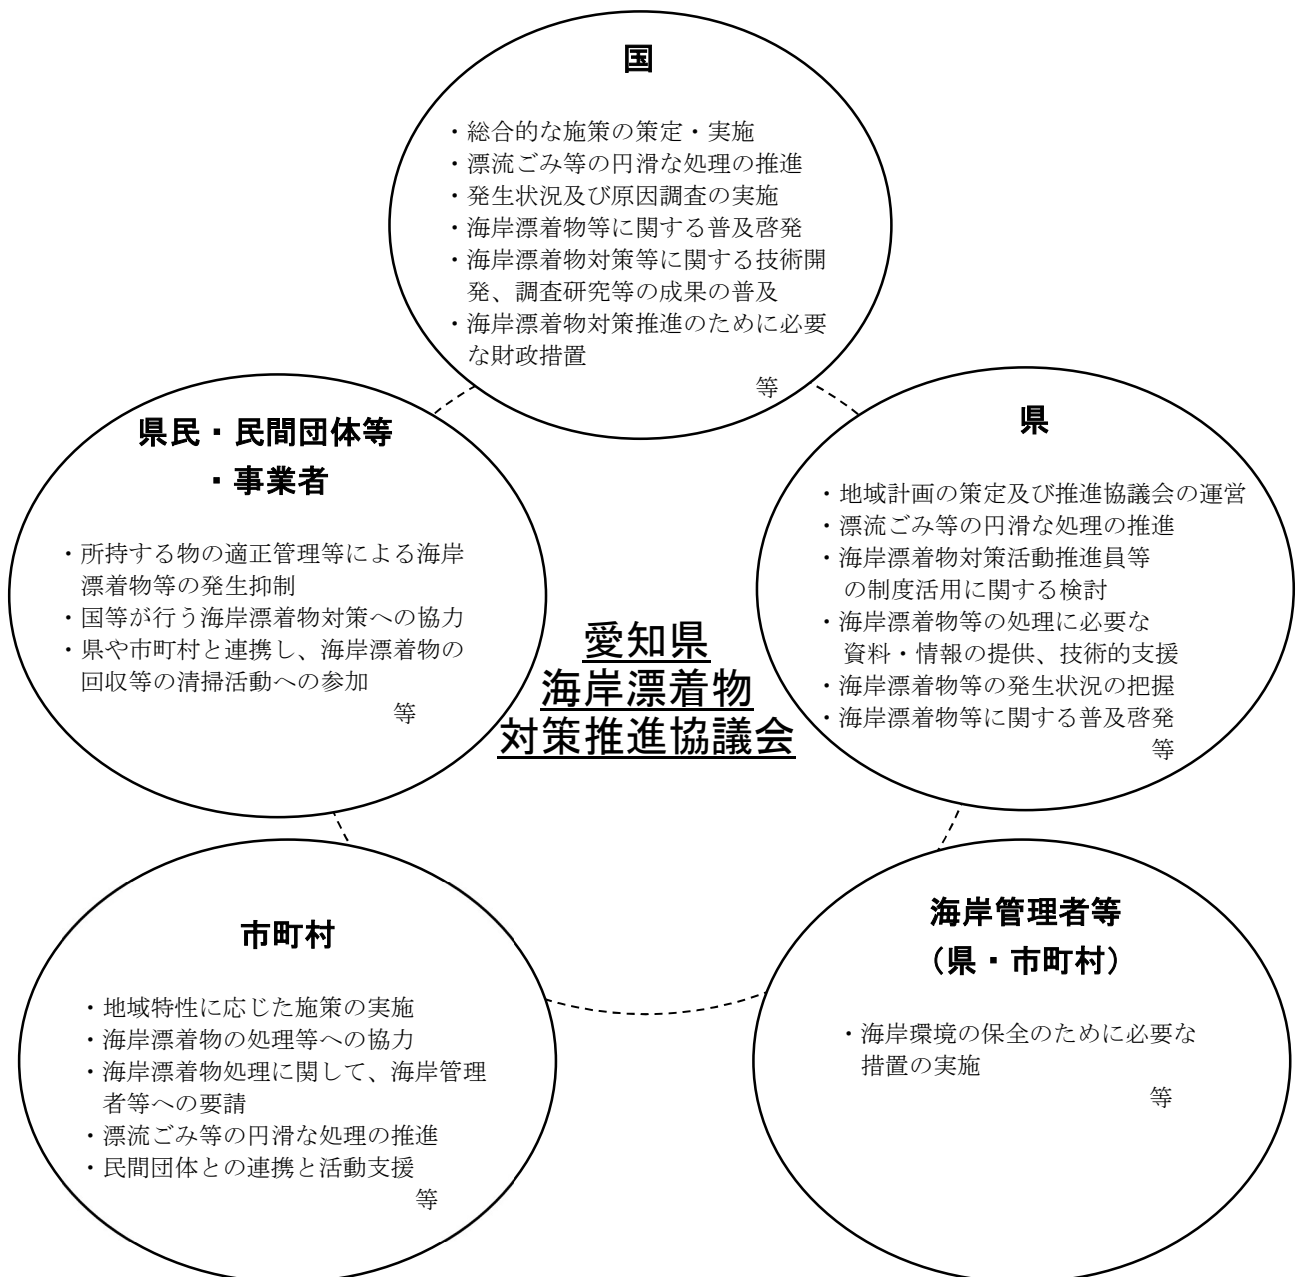 国
・総合的な施策の策定・実施
・漂流ごみ等の円滑な処理の推進
・発生状況及び原因調査の実施
・海岸漂着物等に関する普及啓発
・海岸漂着物対策等に関する技術開
発、調査研究等の成果の普及
・海岸漂着物対策推進のために必要
な財政措置
等
県民・民間団体等
・事業者
・所持する物の適正管理等による海岸
漂着物等の発生抑制
・国等が行う海岸漂着物対策への協力
・県や市町村と連携し、海岸漂着物の
回収等の清掃活動への参加
等
県
・地域計画の策定及び推進協議会の運営
・漂流ごみ等の円滑な処理の推進
・海岸漂着物対策活動推進員等
の制度活用に関する検討
・海岸漂着物等の処理に必要な
資料・情報の提供、技術的支援
・海岸漂着物等の発生状況の把握
・海岸漂着物等に関する普及啓発
等
愛知県
海岸漂着物
対策推進協議会
市町村
・地域特性に応じた施策の実施
・海岸漂着物の処理等への協力
・海岸漂着物処理に関して、海岸管理
者等への要請
・漂流ごみ等の円滑な処理の推進
・民間団体との連携と活動支援
等
海岸管理者等
（県・市町村）
・海岸環境の保全のために必要な
措置の実施
等